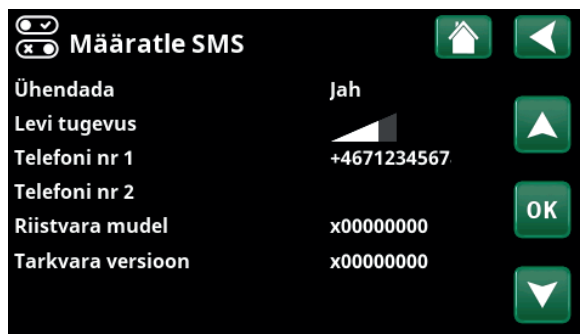 Määratle SMS
Ühendada Jah
Levi tugevus
Telefoni nr 1 +4671234567
Telefoni nr 2
OK
Riistvara mudel x00000000
Tarkvara versioon x00000000